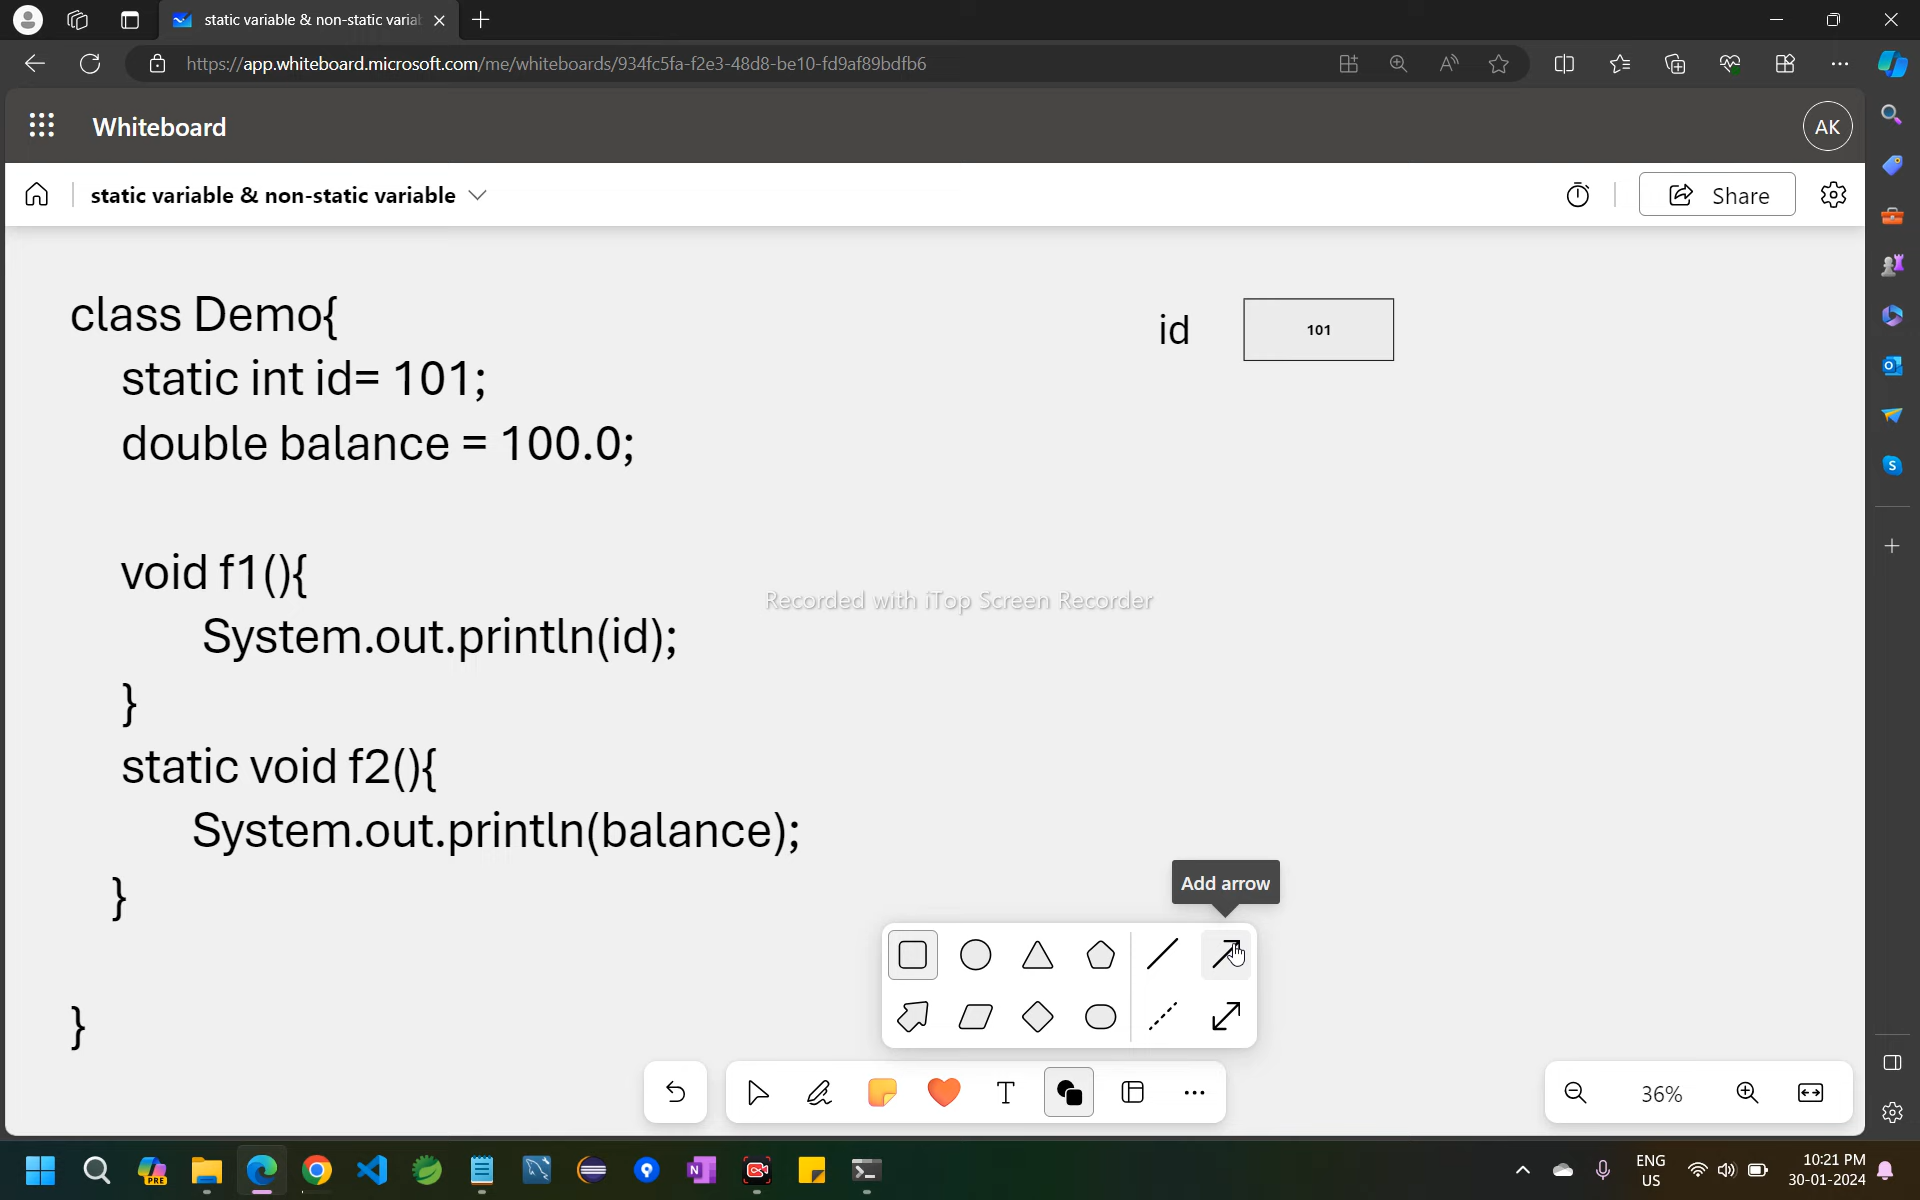 static variable & non-static varial
https://app.whiteboard.microsoft.com/me/whiteboards/934fc5fa-f2e3-48d8-be10-fd9af89bdfb6
Whiteboard
AK
static variable & non-static variable
Share
class Demo{
static int id= 101;
double balance = 100.0;
void f1(){
System.out.println(id);
}
static void f2(){
System.out.println(balance);
}
}
id
101
Recorded with iTop Screen Recorder
Add arrow
T
36%
PRE
ENG
US
10:21 PM
30-01-2024